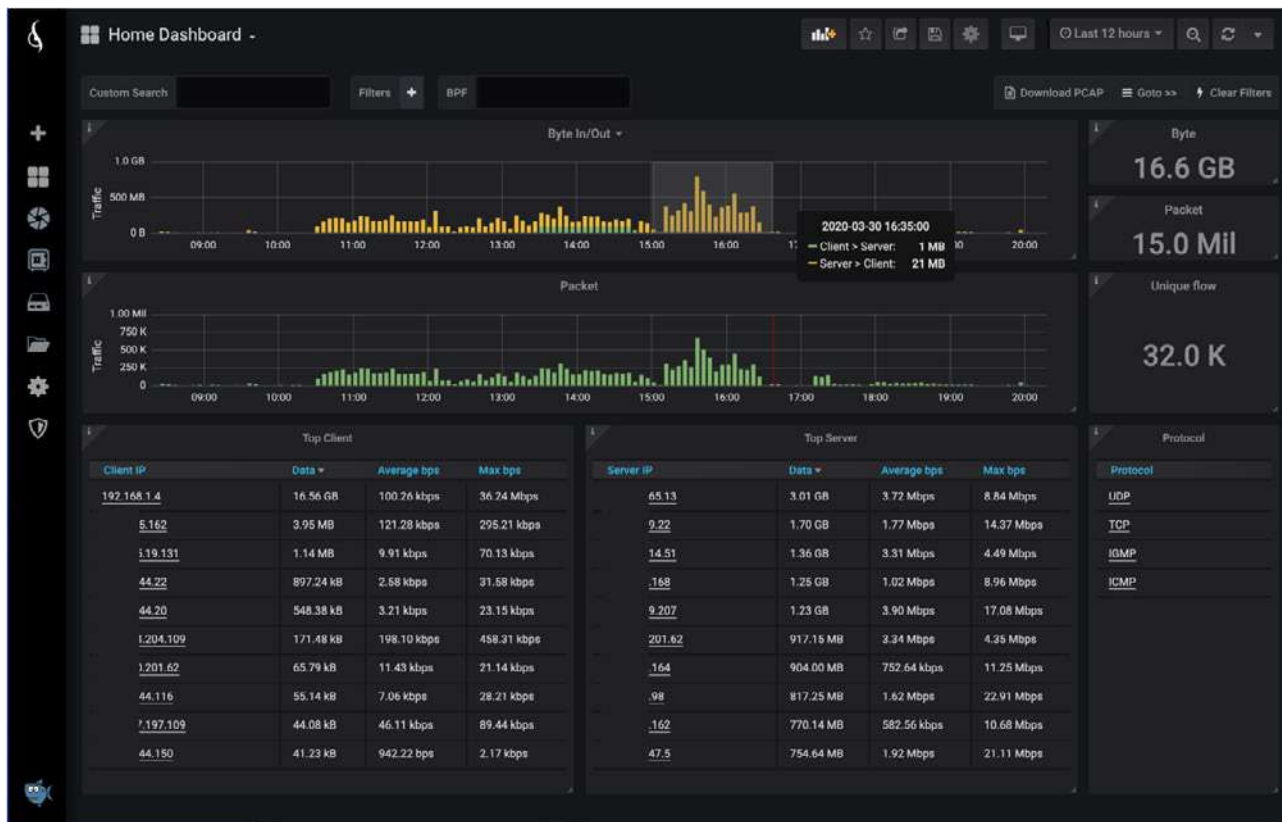 Home Dashboard
Last 12 hours
Custom Search
Filters
BPF
Download PCAP
Goto >>
Clear Filters
Byte In/Out
1.0 GB
500 MB
0 B
Traffic
09:00 10:00 11:00 12:00 13:00 14:00 15:00 16:00 20:00
2020-03-30 16:35:00
Client > Server: 1 MB
Server > Client: 21 MB
Byte
16.6 GB
Packet
15.0 Mil
Unique flow
32.0 K
Packet
1.00 Mil
750 K
500 K
250 K
0
Traffic
09:00 10:00 11:00 12:00 13:00 14:00 15:00 16:00 17:00 18:00 19:00 20:00
Top Client
Client IP Data Average bps Max bps
192.168.1.4 16.56 GB 100.26 kbps 36.24 Mbps
5.162 3.95 MB 121.28 kbps 295.21 kbps
.19.131 1.14 MB 9.91 kbps 70.13 kbps
44.22 897.24 kB 2.58 kbps 31.58 kbps
44.20 548.38 kB 3.21 kbps 23.15 kbps
.204.109 171.48 kB 198.10 kbps 458.31 kbps
.201.62 65.79 kB 11.43 kbps 21.14 kbps
44.116 55.14 kB 7.06 kbps 28.21 kbps
.197.109 44.08 kB 46.11 kbps 89.44 kbps
44.150 41.23 kB 942.22 bps 2.17 kbps
Top Server
Server IP Data Average bps Max bps
65.13 3.01 GB 3.72 Mbps 8.84 Mbps
9.22 1.70 GB 1.77 Mbps 14.37 Mbps
14.51 1.36 GB 3.31 Mbps 4.49 Mbps
.168 1.25 GB 1.02 Mbps 8.96 Mbps
9.207 1.23 GB 3.90 Mbps 17.08 Mbps
201.62 917.15 MB 3.34 Mbps 4.35 Mbps
.164 904.00 MB 752.64 kbps 11.25 Mbps
.98 817.25 MB 1.62 Mbps 22.91 Mbps
.162 770.14 MB 582.56 kbps 10.68 Mbps
47.5 754.64 MB 1.92 Mbps 21.11 Mbps
Protocol
Protocol
UDP
TCP
IGMP
ICMP